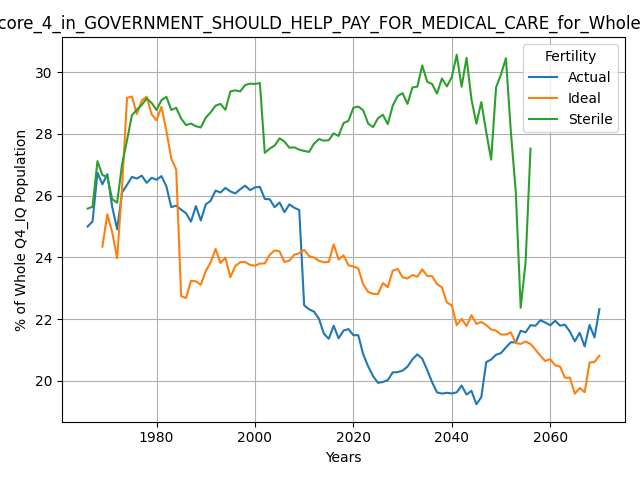 core_4_in_GOVERNMENT_SHOULD_HELP_PAY_FOR_MEDICAL_CARE_for_Whole
Fertility
Actual
Ideal
Sterile
% of Whole Q4_IQ Population
30
28
26
24
22
20
1980
2000
2020
2040
2060
Years